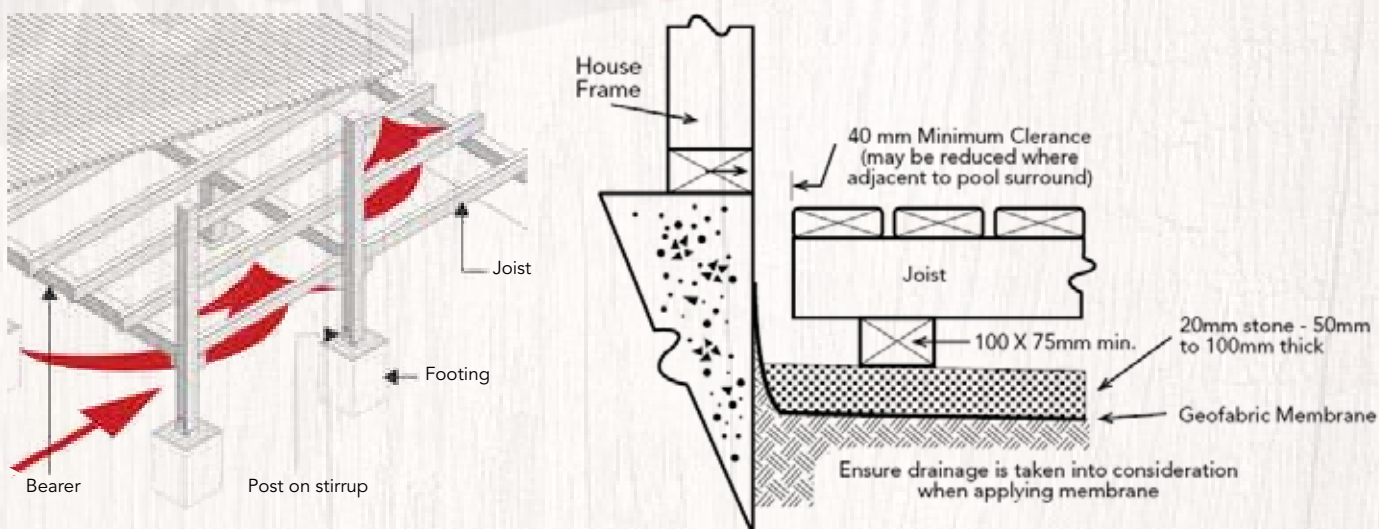 Joist
Footing
Bearer
Post on stirrup
House
Frame
40 mm Minimum Clerance
(may be reduced where
adjacent to pool surround)
Joist
100 X 75mm min.
20mm stone - 50mm
to 100mm thick
Geofabric Membrane
Ensure drainage is taken into consideration
when applying membrane